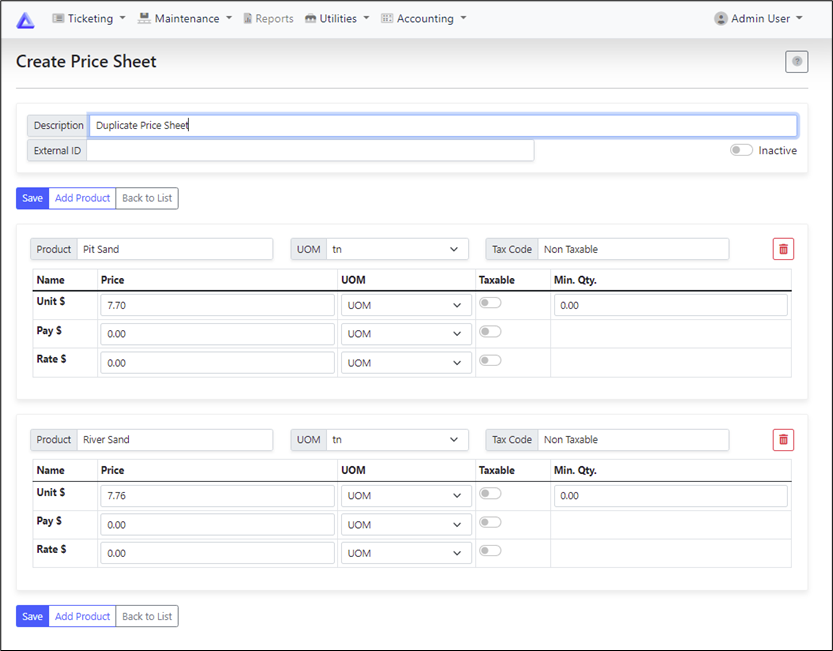 Ticketing Maintenance Reports Utilities Accounting Admin User
Create Price Sheet
?
Description Duplicate Price Sheet
External ID Inactive
Save Add Product Back to List
Product Pit Sand UOM tn Tax Code Non Taxable
Name Price UOM Taxable Min. Qty.
Unit $ 7.70 UOM 0.00
Pay $ 0.00 UOM
Rate $ 0.00 UOM
Product River Sand UOM tn Tax Code Non Taxable
Name Price UOM Taxable Min. Qty.
Unit $ 7.76 UOM 0.00
Pay $ 0.00 UOM
Rate $ 0.00 UOM
Save Add Product Back to List